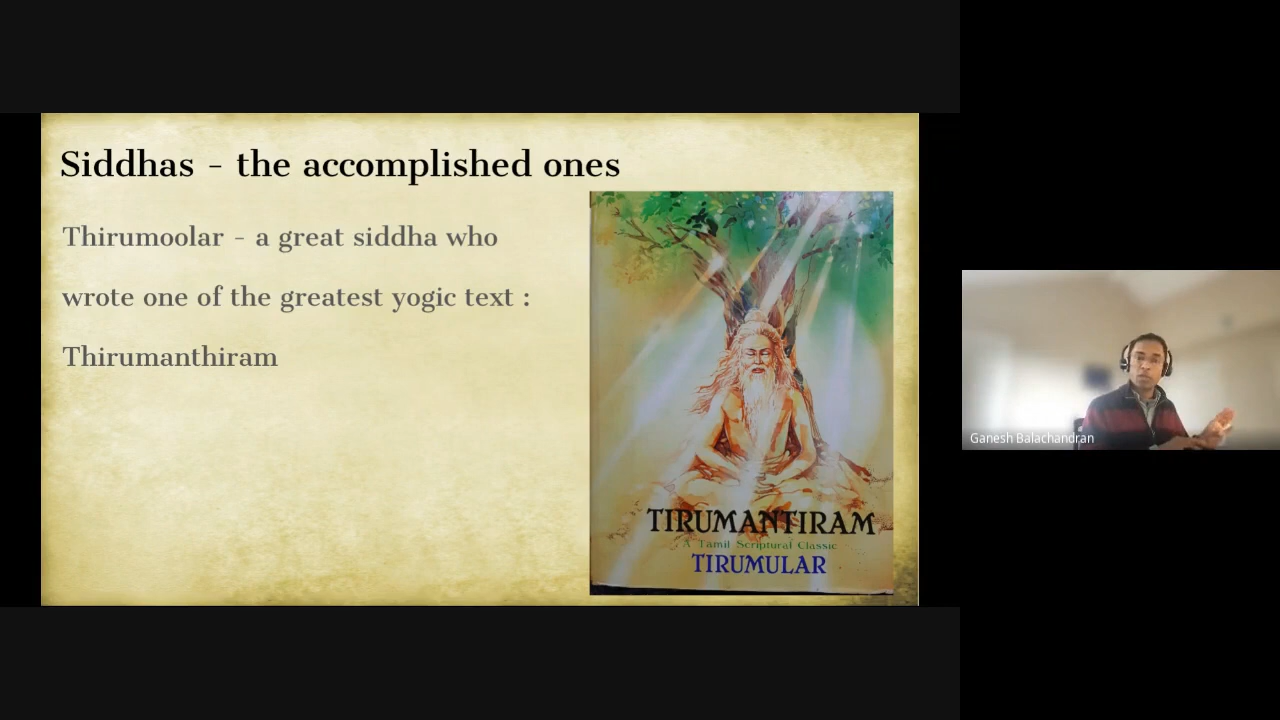 Siddhas - the accomplished ones
Thirumoolar - a great siddha who
wrote one of the greatest yogic text :
Thirumanthiram
TIRUMANTIRAM
A Tamil Scriptural Classic
TIRUMULAR
Ganesh Balachandran